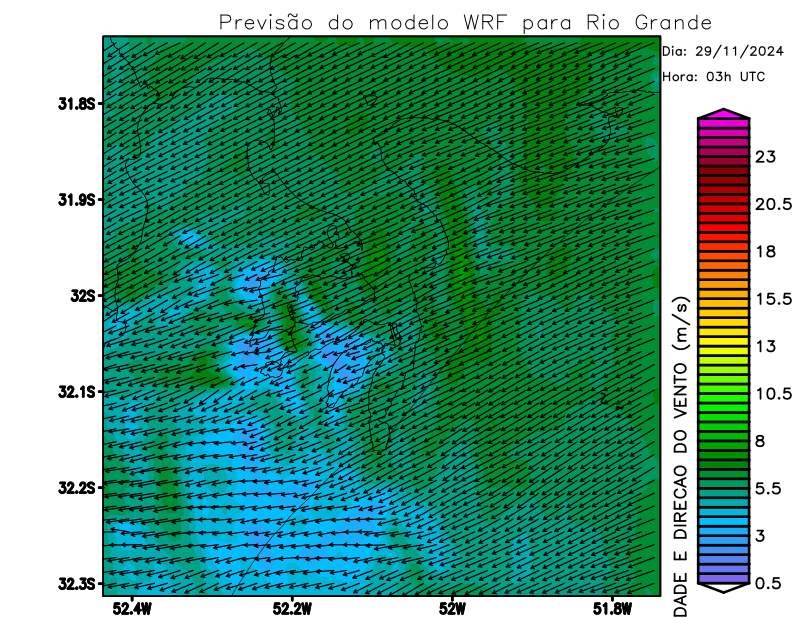 Previsão do modelo WRF para Rio Grande
Dia: 29/11/2024
Hora: 03h UTC
31.8S
31.9S
32S
32.1S
32.2S
32.3S
52.4W
52.2W
52W
51.8W
23
20.5
18
15.5
13
10.5
8
5.5
3
0.5
DADE E DIRECAO DO VENTO (m/s)